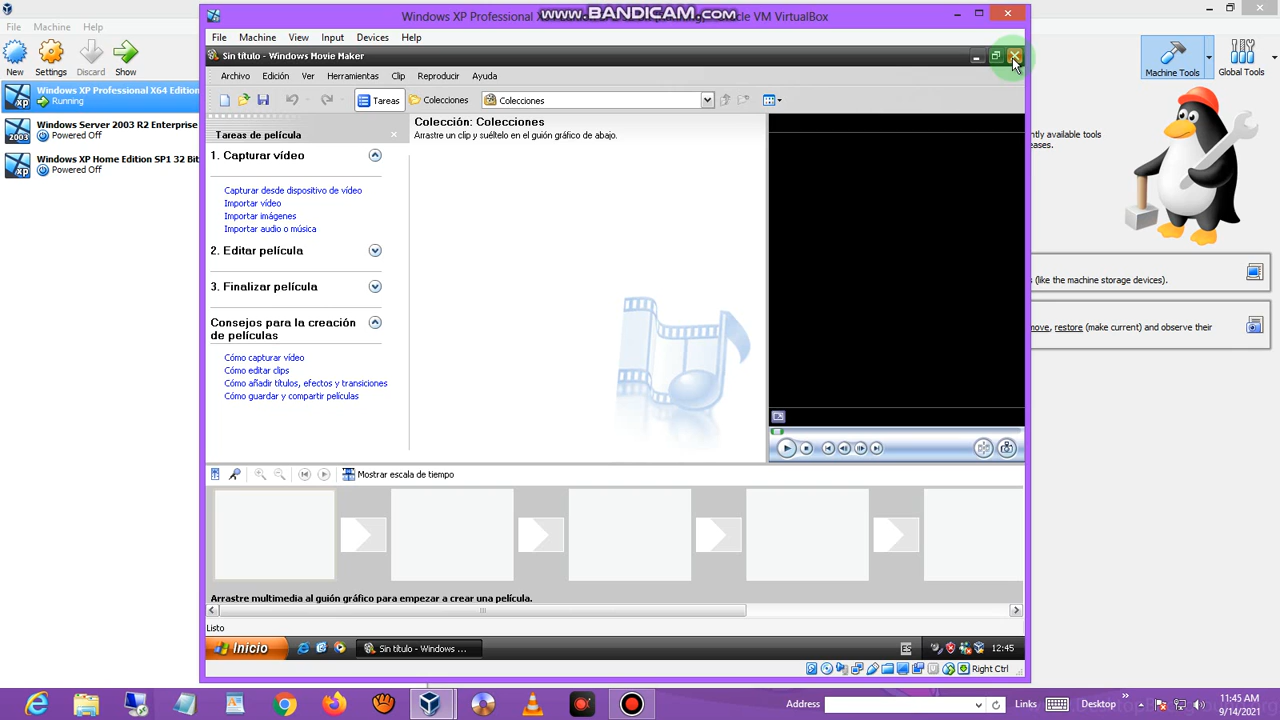 File Machine Help
New Settings Discard Show
Windows XP Professional X64 Edition
Running
Windows Server 2003 R2 Enterprise
Powered Off
Windows XP Home Edition SP1 32 Bit
Powered Off
Windows XP Professional
www.BANDICAM.com
Oracle VM VirtualBox
File Machine View Input Devices Help
Sin título - Windows Movie Maker
Archivo Edición Ver Herramientas Clip Reproducir Ayuda
Tareas Colecciones Colecciones
Tareas de película
1. Capturar vídeo
Capturar desde dispositivo de vídeo
Importar vídeo
Importar imágenes
Importar audio o música
2. Editar película
3. Finalizar película
Consejos para la creación
de películas
Cómo capturar vídeo
Cómo editar clips
Cómo añadir títulos, efectos y transiciones
Cómo guardar y compartir películas
Colección: Colecciones
Arrastre un clip y suéltelo en el guión gráfico de abajo.
Mostrar escala de tiempo
Arrastre multimedia al guión gráfico para empezar a crear una película.
Listo
Inicio
Sin título - Windows ...
ES
12:45
Right Ctrl
Machine Tools Global Tools
ntly available tools
eases.
(like the machine storage devices).
move, restore (make current) and observe their
Address Links Desktop
11:45 AM
9/14/2021